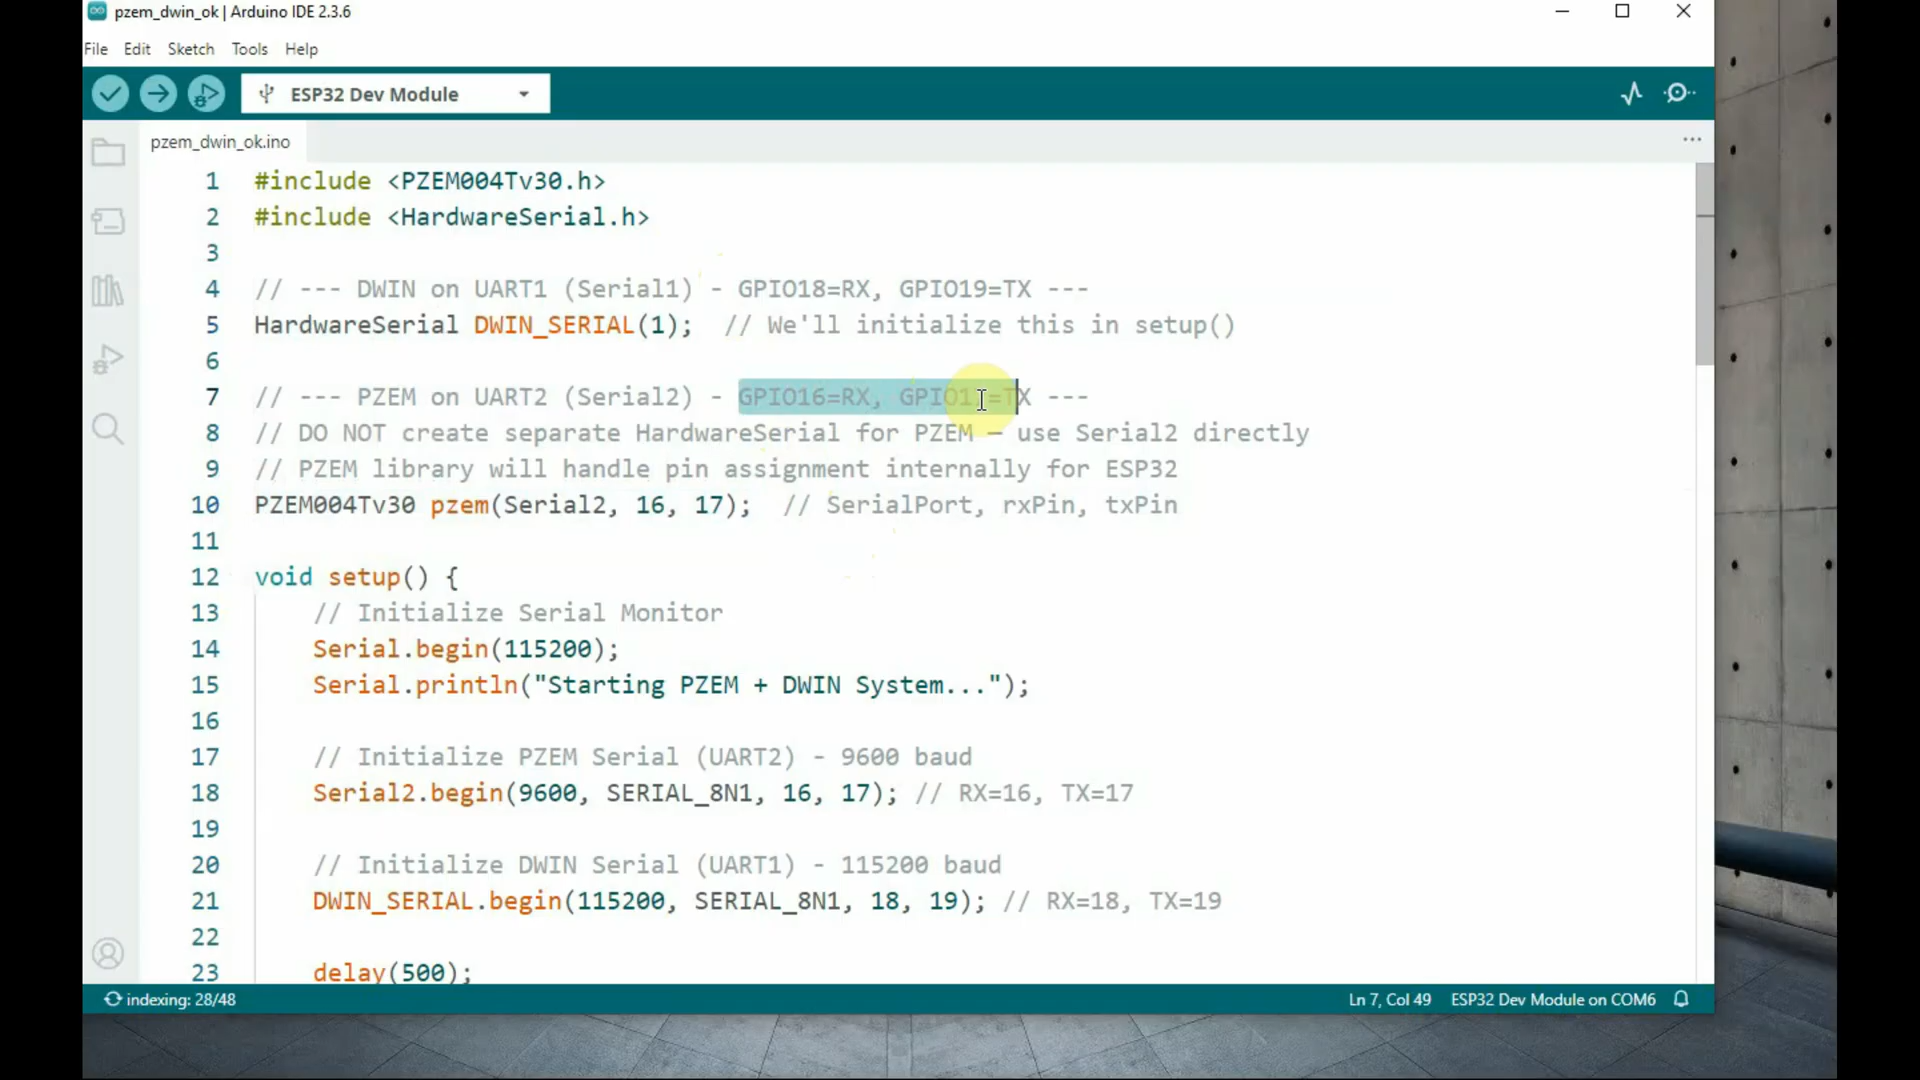 pzem_dwin_ok | Arduino IDE 2.3.6
File Edit Sketch Tools Help
ESP32 Dev Module
pzem_dwin_ok.ino
1 #include <PZEM004Tv30.h>
2 #include <HardwareSerial.h>
3
4 // --- DWIN on UART1 (Serial1) - GPIO18=RX, GPIO19=TX ---
5 HardwareSerial DWIN_SERIAL(1); // We'll initialize this in setup()
6
7 // --- PZEM on UART2 (Serial2) - GPIO16=RX, GPIO17=TX ---
8 // DO NOT create separate HardwareSerial for PZEM — use Serial2 directly
9 // PZEM library will handle pin assignment internally for ESP32
10 PZEM004Tv30 pzem(Serial2, 16, 17); // SerialPort, rxPin, txPin
11
12 void setup() {
13 // Initialize Serial Monitor
14 Serial.begin(115200);
15 Serial.println("Starting PZEM + DWIN System...");
16
17 // Initialize PZEM Serial (UART2) - 9600 baud
18 Serial2.begin(9600, SERIAL_8N1, 16, 17); // RX=16, TX=17
19
20 // Initialize DWIN Serial (UART1) - 115200 baud
21 DWIN_SERIAL.begin(115200, SERIAL_8N1, 18, 19); // RX=18, TX=19
22
23 delay(500);
indexing: 28/48 Ln 7, Col 49 ESP32 Dev Module on COM6